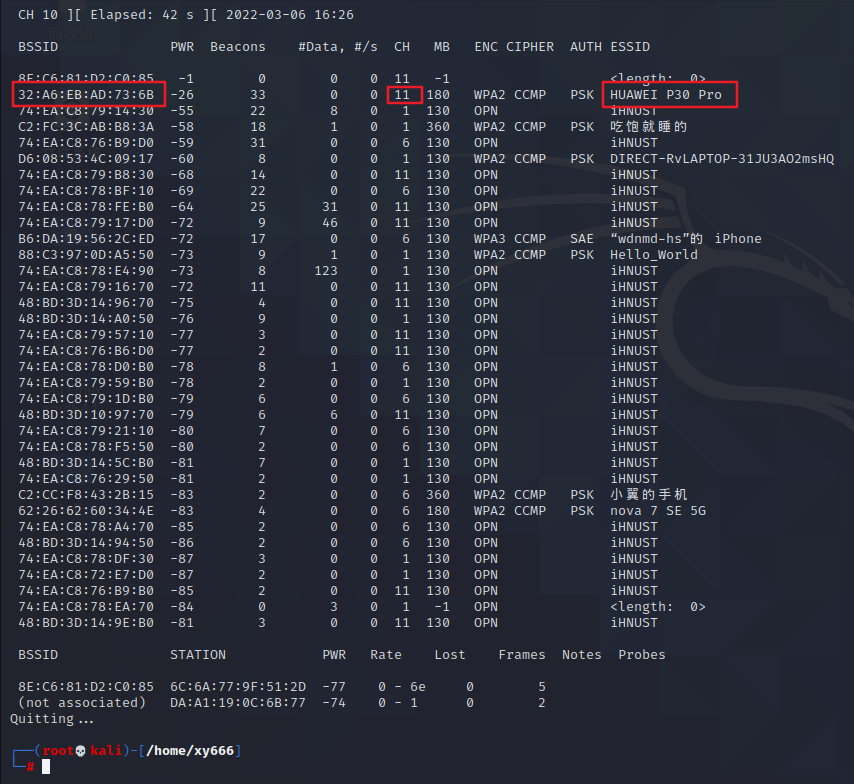 CH 10 ][ Elapsed: 42 s ][ 2022-03-06 16:26
BSSID PWR Beacons #Data, #/s CH MB ENC CIPHER AUTH ESSID
8E:C6:81:D2:C0:85 -1 0 0 0 11 -1 <length: 0>
32:A6:EB:AD:73:6B -26 33 0 0 11 180 WPA2 CCMP PSK HUAWEI P30 Pro
74:EA:C8:79:14:30 -55 22 8 0 1 130 OPN iHNUST
C2:FC:3C:AB:B8:3A -58 18 1 0 1 360 WPA2 CCMP PSK 吃饱就睡的
74:EA:C8:76:B9:D0 -59 31 0 0 6 130 OPN iHNUST
D6:08:53:4C:09:17 -60 8 0 0 1 130 WPA2 CCMP PSK DIRECT-RvLAPTOP-31JU3AO2msHQ
74:EA:C8:79:B8:30 -68 14 0 0 11 130 OPN iHNUST
74:EA:C8:78:BF:10 -69 22 0 0 6 130 OPN iHNUST
74:EA:C8:78:FE:B0 -64 25 31 0 11 130 OPN iHNUST
74:EA:C8:79:17:D0 -72 9 46 0 11 130 OPN iHNUST
B6:DA:19:56:2C:ED -72 17 0 0 6 130 WPA3 CCMP SAE “wdnmd-hs”的 iPhone
88:C3:97:0D:A5:50 -73 9 1 0 1 130 WPA2 CCMP PSK Hello_World
74:EA:C8:78:E4:90 -73 8 123 0 1 130 OPN iHNUST
74:EA:C8:79:16:70 -72 11 0 0 11 130 OPN iHNUST
48:BD:3D:14:96:70 -75 4 0 0 11 130 OPN iHNUST
48:BD:3D:14:A0:50 -76 9 0 0 1 130 OPN iHNUST
74:EA:C8:79:57:10 -77 3 0 0 11 130 OPN iHNUST
74:EA:C8:76:B6:D0 -77 2 0 0 11 130 OPN iHNUST
74:EA:C8:78:D0:B0 -78 8 1 0 6 130 OPN iHNUST
74:EA:C8:79:59:B0 -78 2 0 0 1 130 OPN iHNUST
74:EA:C8:79:1D:B0 -79 6 0 0 6 130 OPN iHNUST
48:BD:3D:10:97:70 -79 6 6 0 11 130 OPN iHNUST
74:EA:C8:79:21:10 -80 7 0 0 6 130 OPN iHNUST
74:EA:C8:78:F5:50 -80 2 0 0 6 130 OPN iHNUST
48:BD:3D:14:5C:B0 -81 7 0 0 1 130 OPN iHNUST
74:EA:C8:76:29:50 -81 2 0 0 1 130 OPN iHNUST
C2:CC:F8:43:2B:15 -83 2 0 0 6 360 WPA2 CCMP PSK 小翼的手机
62:26:62:60:34:4E -83 4 0 0 6 180 WPA2 CCMP PSK nova 7 SE 5G
74:EA:C8:78:A4:70 -85 2 0 0 6 130 OPN iHNUST
48:BD:3D:14:94:50 -86 2 0 0 6 130 OPN iHNUST
74:EA:C8:78:DF:30 -87 3 0 0 1 130 OPN iHNUST
74:EA:C8:72:E7:D0 -87 2 0 0 1 130 OPN iHNUST
74:EA:C8:76:B9:B0 -85 2 0 0 11 130 OPN iHNUST
74:EA:C8:78:EA:70 -84 0 3 0 1 -1 OPN <length: 0>
48:BD:3D:14:9E:B0 -81 3 0 0 11 130 OPN iHNUST
BSSID STATION PWR Rate Lost Frames Notes Probes
8E:C6:81:D2:C0:85 6C:6A:77:9F:51:2D -77 0 - 6e 0 5
(not associated) DA:A1:19:0C:6B:77 -74 0 - 1 0 2
Quitting...
┌──(root💀kali)-[/home/xy666]
└─#